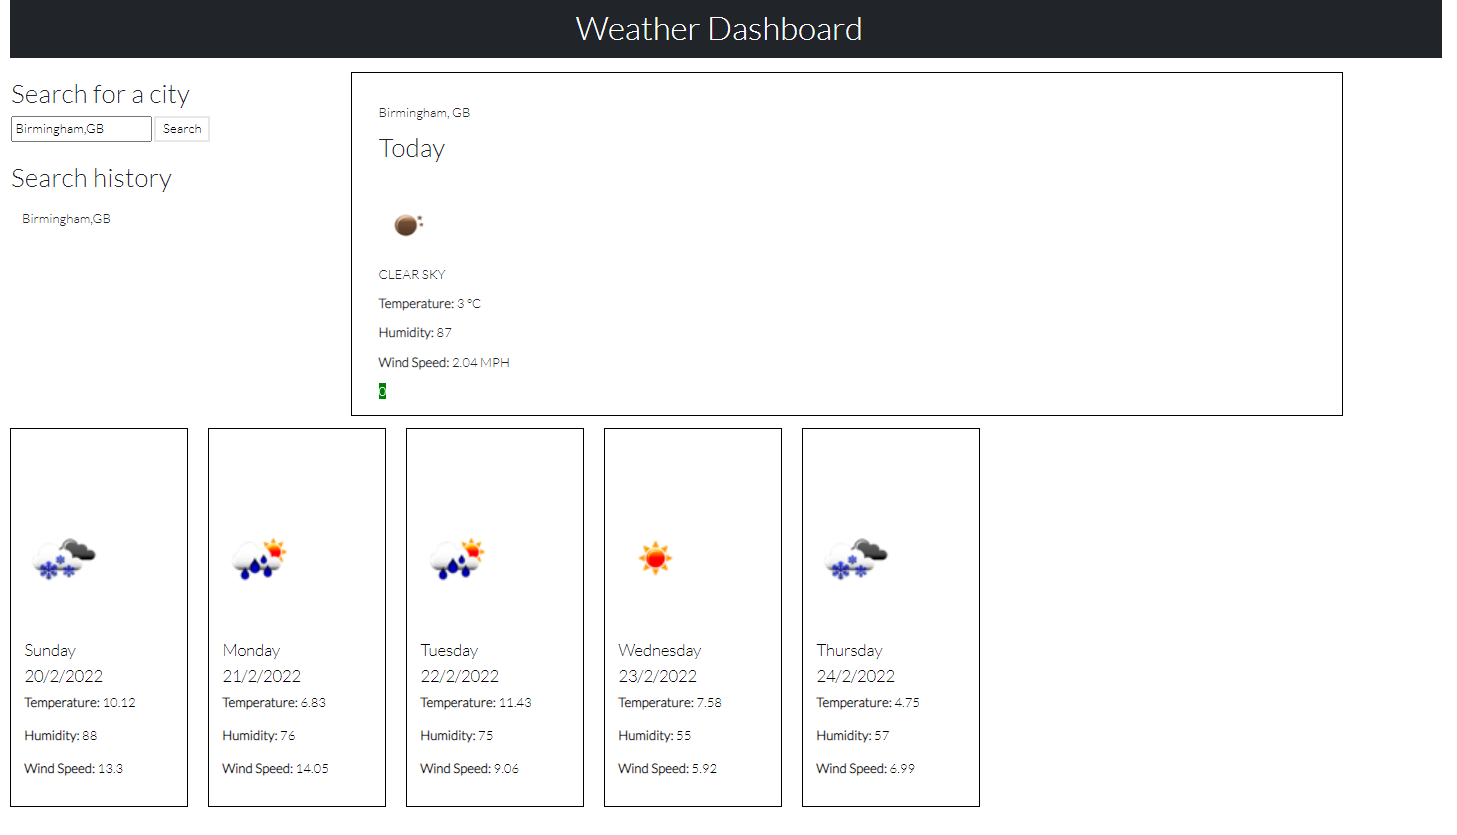 Weather Dashboard
Search for a city
Birmingham,GB
Search
Search history
Birmingham,GB
Birmingham, GB
Today
CLEAR SKY
Temperature: 3 °C
Humidity: 87
Wind Speed: 2.04 MPH
0
Sunday
20/2/2022
Temperature: 10.12
Humidity: 88
Wind Speed: 13.3
Monday
21/2/2022
Temperature: 6.83
Humidity: 76
Wind Speed: 14.05
Tuesday
22/2/2022
Temperature: 11.43
Humidity: 75
Wind Speed: 9.06
Wednesday
23/2/2022
Temperature: 7.58
Humidity: 55
Wind Speed: 5.92
Thursday
24/2/2022
Temperature: 4.75
Humidity: 57
Wind Speed: 6.99